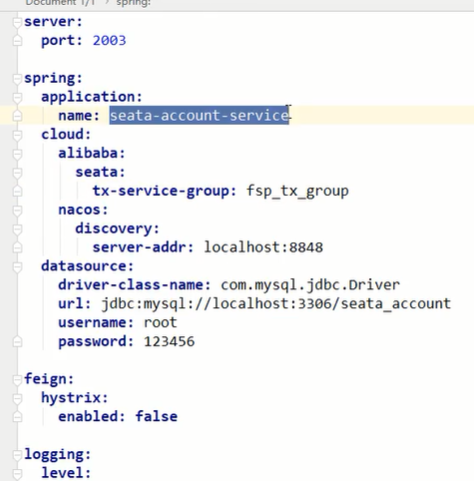 Document 1/1 › spring:
server:
  port: 2003

spring:
  application:
    name: seata-account-service
  cloud:
    alibaba:
      seata:
        tx-service-group: fsp_tx_group
    nacos:
      discovery:
        server-addr: localhost:8848
  datasource:
    driver-class-name: com.mysql.jdbc.Driver
    url: jdbc:mysql://localhost:3306/seata_account
    username: root
    password: 123456

feign:
  hystrix:
    enabled: false

logging:
  level: